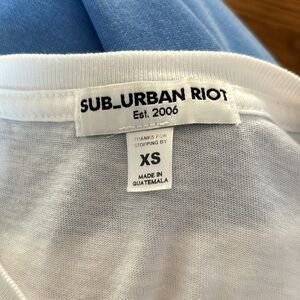 SUB_URBAN RIOT
Est. 2006
THANKS FOR
STOPPING BY
XS
MADE IN
GUATEMALA